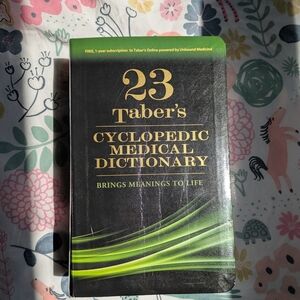 FREE, 1-year subscription to Taber's Online powered by Unbound Medicine!
23
Taber's
CYCLOPEDIC
MEDICAL
DICTIONARY
BRINGS MEANINGS TO LIFE